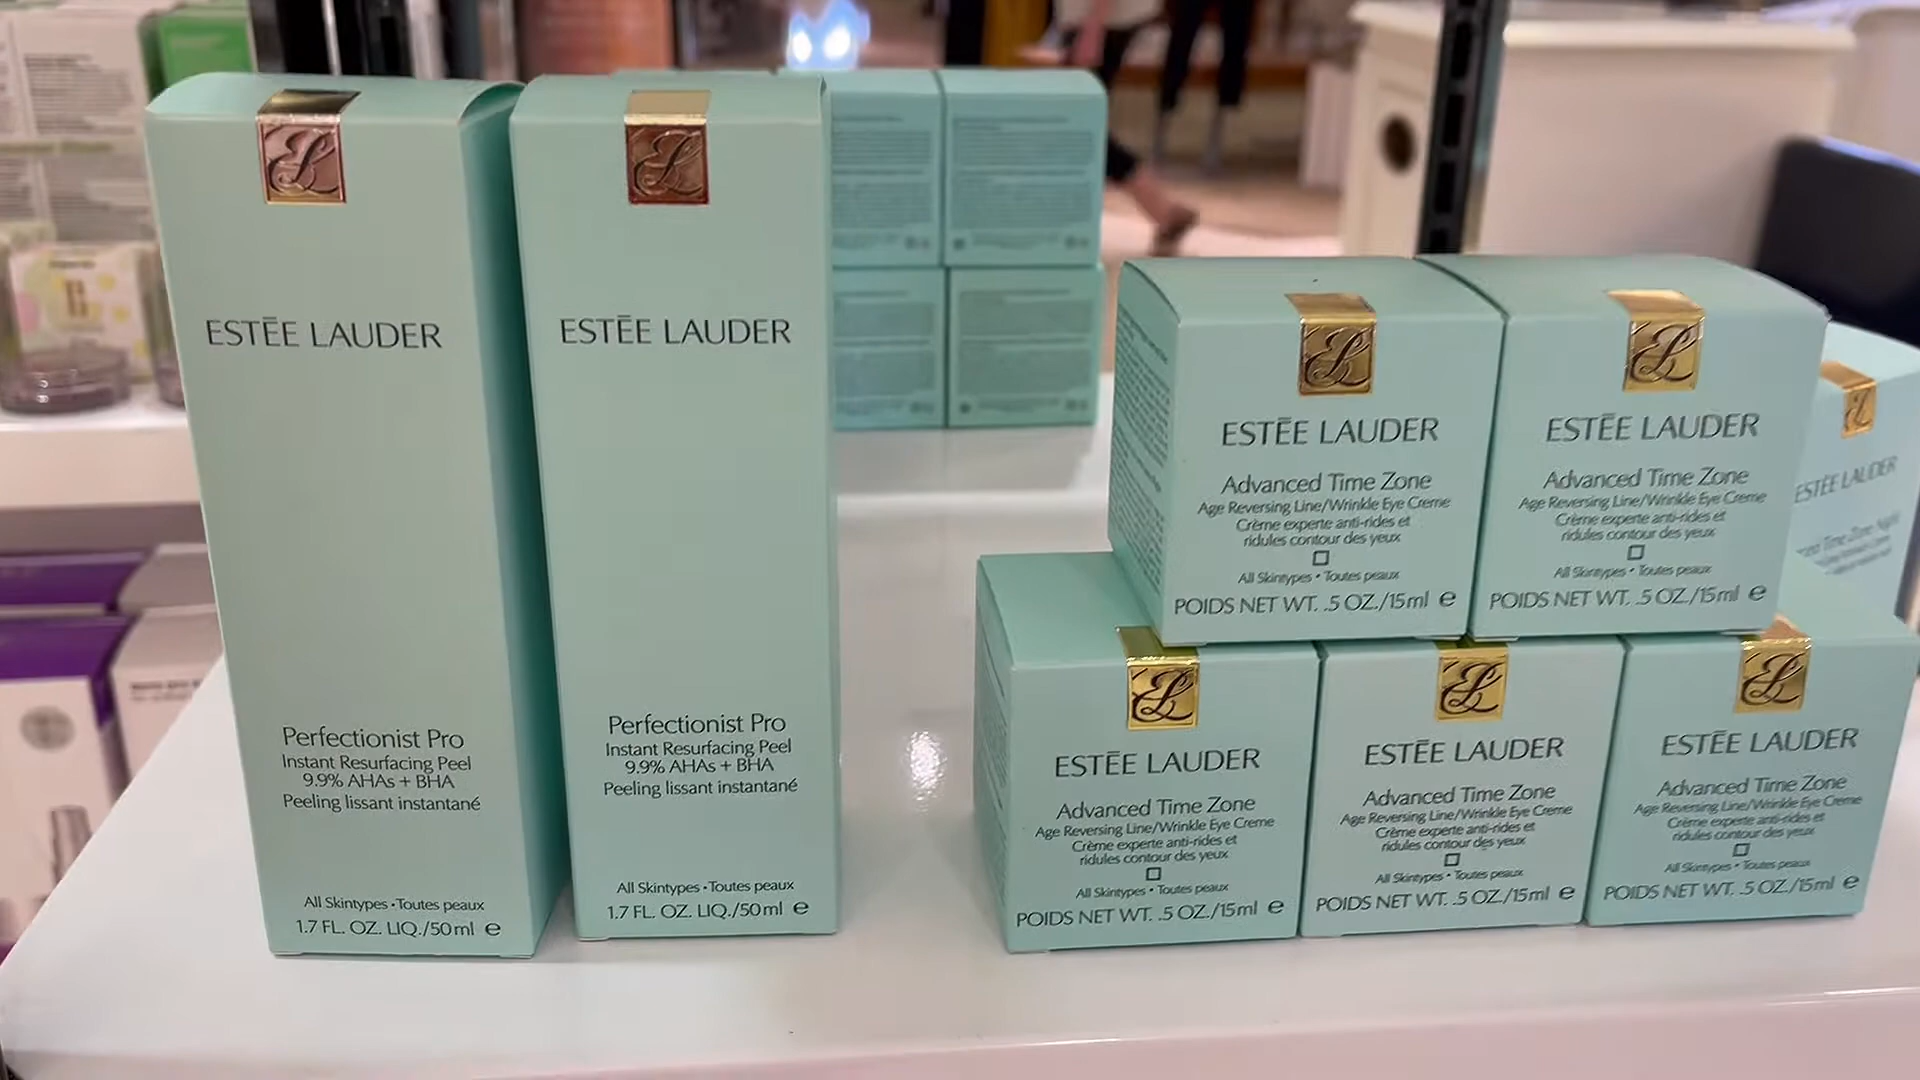 ESTĒE LAUDER
Perfectionist Pro
Instant Resurfacing Peel
9.9% AHAs + BHA
Peeling lissant instantané
All Skintypes • Toutes peaux
1.7 FL. OZ. LIQ./50 ml e
ESTĒE LAUDER
Perfectionist Pro
Instant Resurfacing Peel
9.9% AHAs + BHA
Peeling lissant instantané
All Skintypes • Toutes peaux
1.7 FL. OZ. LIQ./50 ml e
ESTĒE LAUDER
Advanced Time Zone
Age Reversing Line/Wrinkle Eye Creme
Crème experte anti-rides et
ridules contour des yeux
All Skintypes • Toutes peaux
POIDS NET WT. .5 OZ./15 ml e
ESTĒE LAUDER
Advanced Time Zone
Age Reversing Line/Wrinkle Eye Creme
Crème experte anti-rides et
ridules contour des yeux
All Skintypes • Toutes peaux
POIDS NET WT. .5 OZ./15 ml e
ESTĒE LAUDER
ESTĒE LAUDER
Advanced Time Zone
Age Reversing Line/Wrinkle Eye Creme
Crème experte anti-rides et
ridules contour des yeux
All Skintypes • Toutes peaux
POIDS NET WT. .5 OZ./15 ml e
ESTĒE LAUDER
Advanced Time Zone
Age Reversing Line/Wrinkle Eye Creme
Crème experte anti-rides et
ridules contour des yeux
All Skintypes • Toutes peaux
POIDS NET WT. .5 OZ./15 ml e
ESTĒE LAUDER
Advanced Time Zone
Age Reversing Line/Wrinkle Eye Creme
Crème experte anti-rides et
ridules contour des yeux
All Skintypes • Toutes peaux
POIDS NET WT. .5 OZ./15 ml e